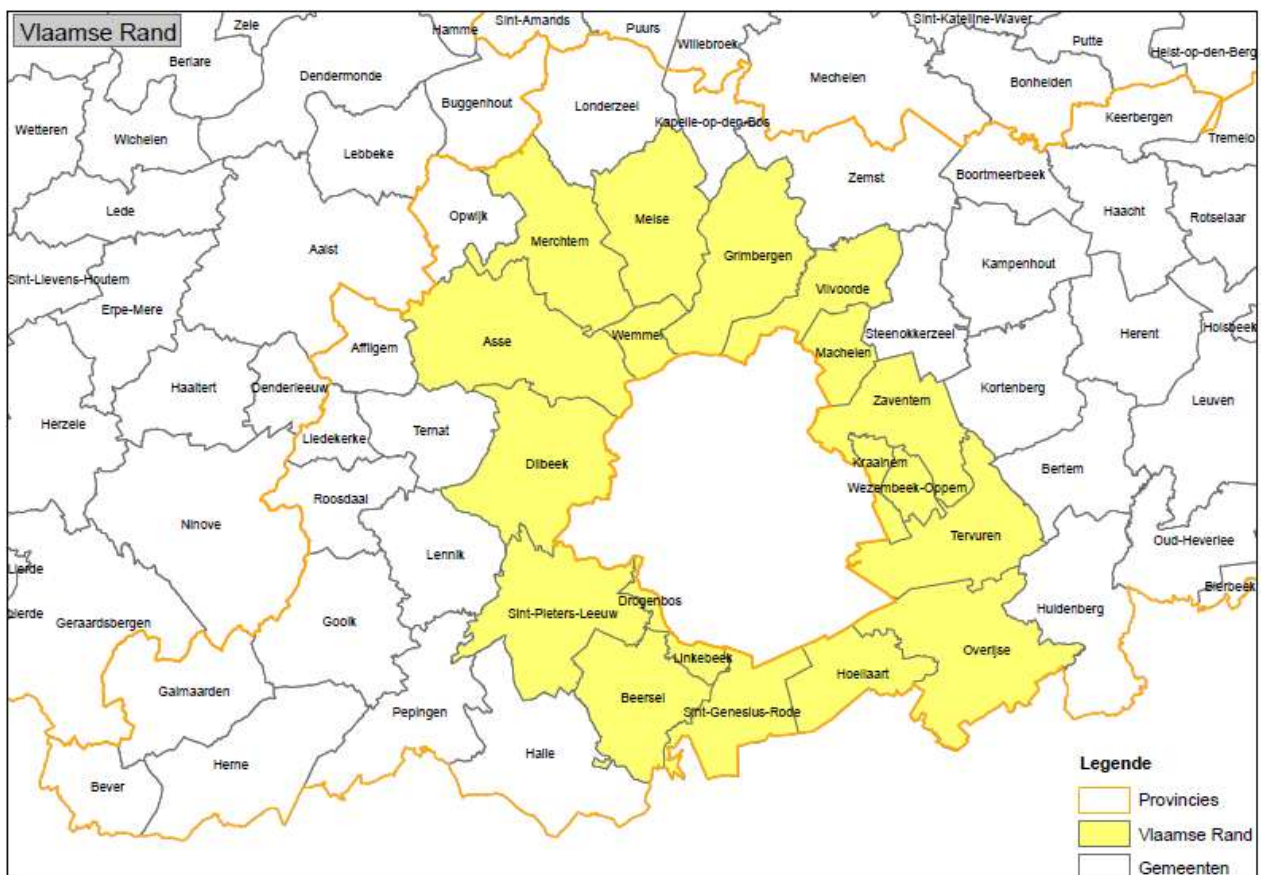 Vlaamse Rand
Zele
Hamme
Sint-Amands
Puurs
Willebroek
Sint-Katelijne-Waver
Putte
Heist-op-den-Berg
Berlare
Dendermonde
Mechelen
Bonheiden
Buggenhout
Londerzeel
Kapelle-op-den-Bos
Keerbergen
Tremelo
Wetteren
Wichelen
Lebbeke
Zemst
Boortmeerbeek
Lede
Opwijk
Merchtem
Meise
Grimbergen
Haacht
Rotselaar
Aalst
Kampenhout
Sint-Lievens-Houtem
Erpe-Mere
Vilvoorde
Affligem
Asse
Wemmel
Machelen
Steenokkerzeel
Herent
Holsbeek
Haaltert
Denderleeuw
Zaventem
Kortenberg
Leuven
Herzele
Liedekerke
Ternat
Dilbeek
Kraainem
Wezembeek-Oppem
Bertem
Roosdaal
Ninove
Lennik
Tervuren
Oud-Heverlee
Lierde
Bierbeek
Lierde
Geraardsbergen
Gooik
Sint-Pieters-Leeuw
Drogenbos
Huldenberg
Linkebeek
Hoeilaart
Overijse
Galmaarden
Pepingen
Beersel
Sint-Genesius-Rode
Halle
Herne
Bever
Legende
Provincies
Vlaamse Rand
Gemeenten